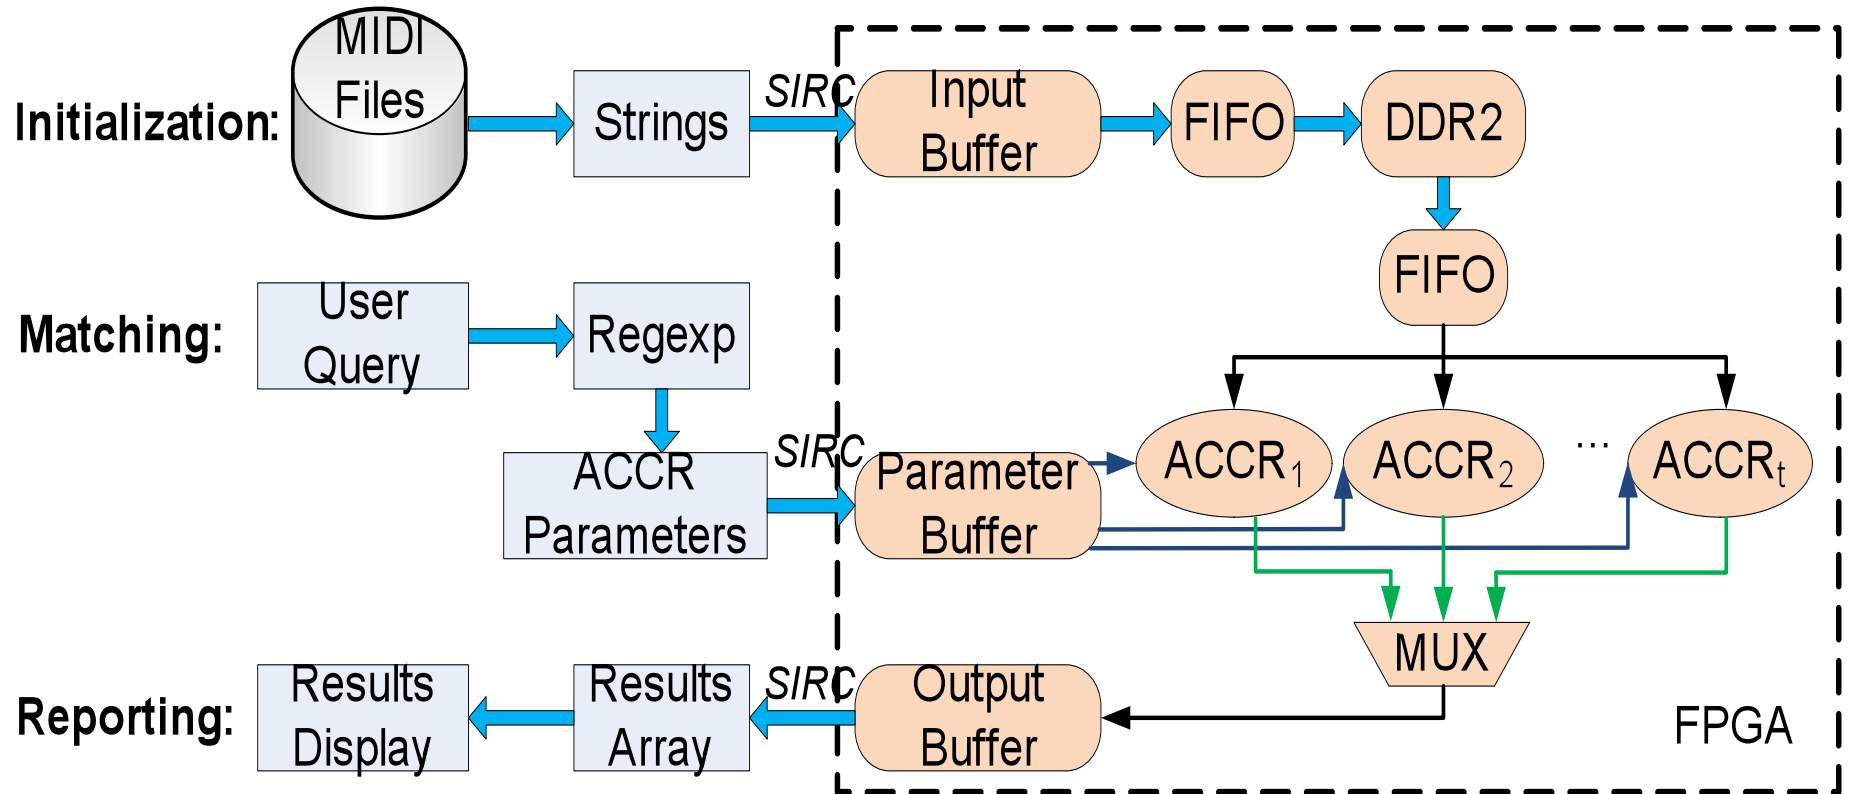 MIDI
Files
Initialization:
Strings
SIRC
Input
Buffer
FIFO
DDR2
FIFO
Matching:
User
Query
Regexp
ACCR
Parameters
SIRC
Parameter
Buffer
ACCR1
ACCR2
...
ACCRt
MUX
Reporting:
Results
Display
Results
Array
SIRC
Output
Buffer
FPGA